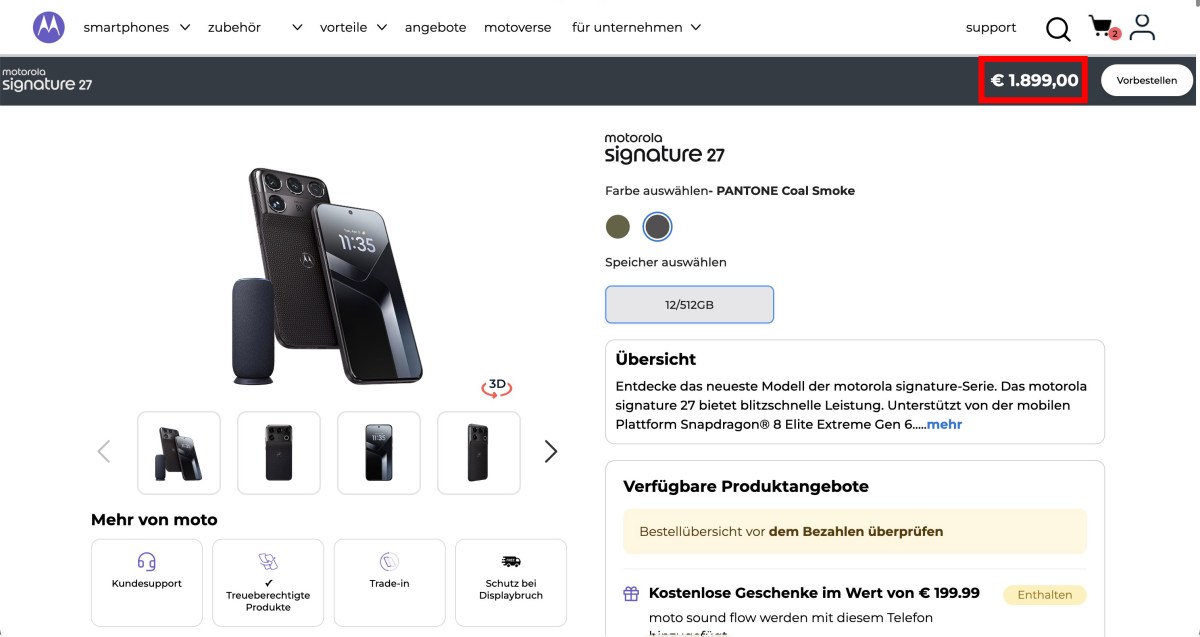 smartphones zubehör vorteile angebote motoverse für unternehmen support 2
motorola
signature 27
€ 1.899,00
Vorbestellen
motorola
signature 27
Farbe auswählen- PANTONE Coal Smoke
Speicher auswählen
12/512GB
11:35
3D
11:35
Übersicht
Entdecke das neueste Modell der motorola signature-Serie. Das motorola
signature 27 bietet blitzschnelle Leistung. Unterstützt von der mobilen
Plattform Snapdragon® 8 Elite Extreme Gen 6.....mehr
Mehr von moto
Kundesupport
✔
Treueberechtigte
Produkte
Trade-in
Schutz bei
Displaybruch
Verfügbare Produktangebote
Bestellübersicht vor dem Bezahlen überprüfen
Kostenlose Geschenke im Wert von € 199.99
Enthalten
moto sound flow werden mit diesem Telefon
hinzugefügt